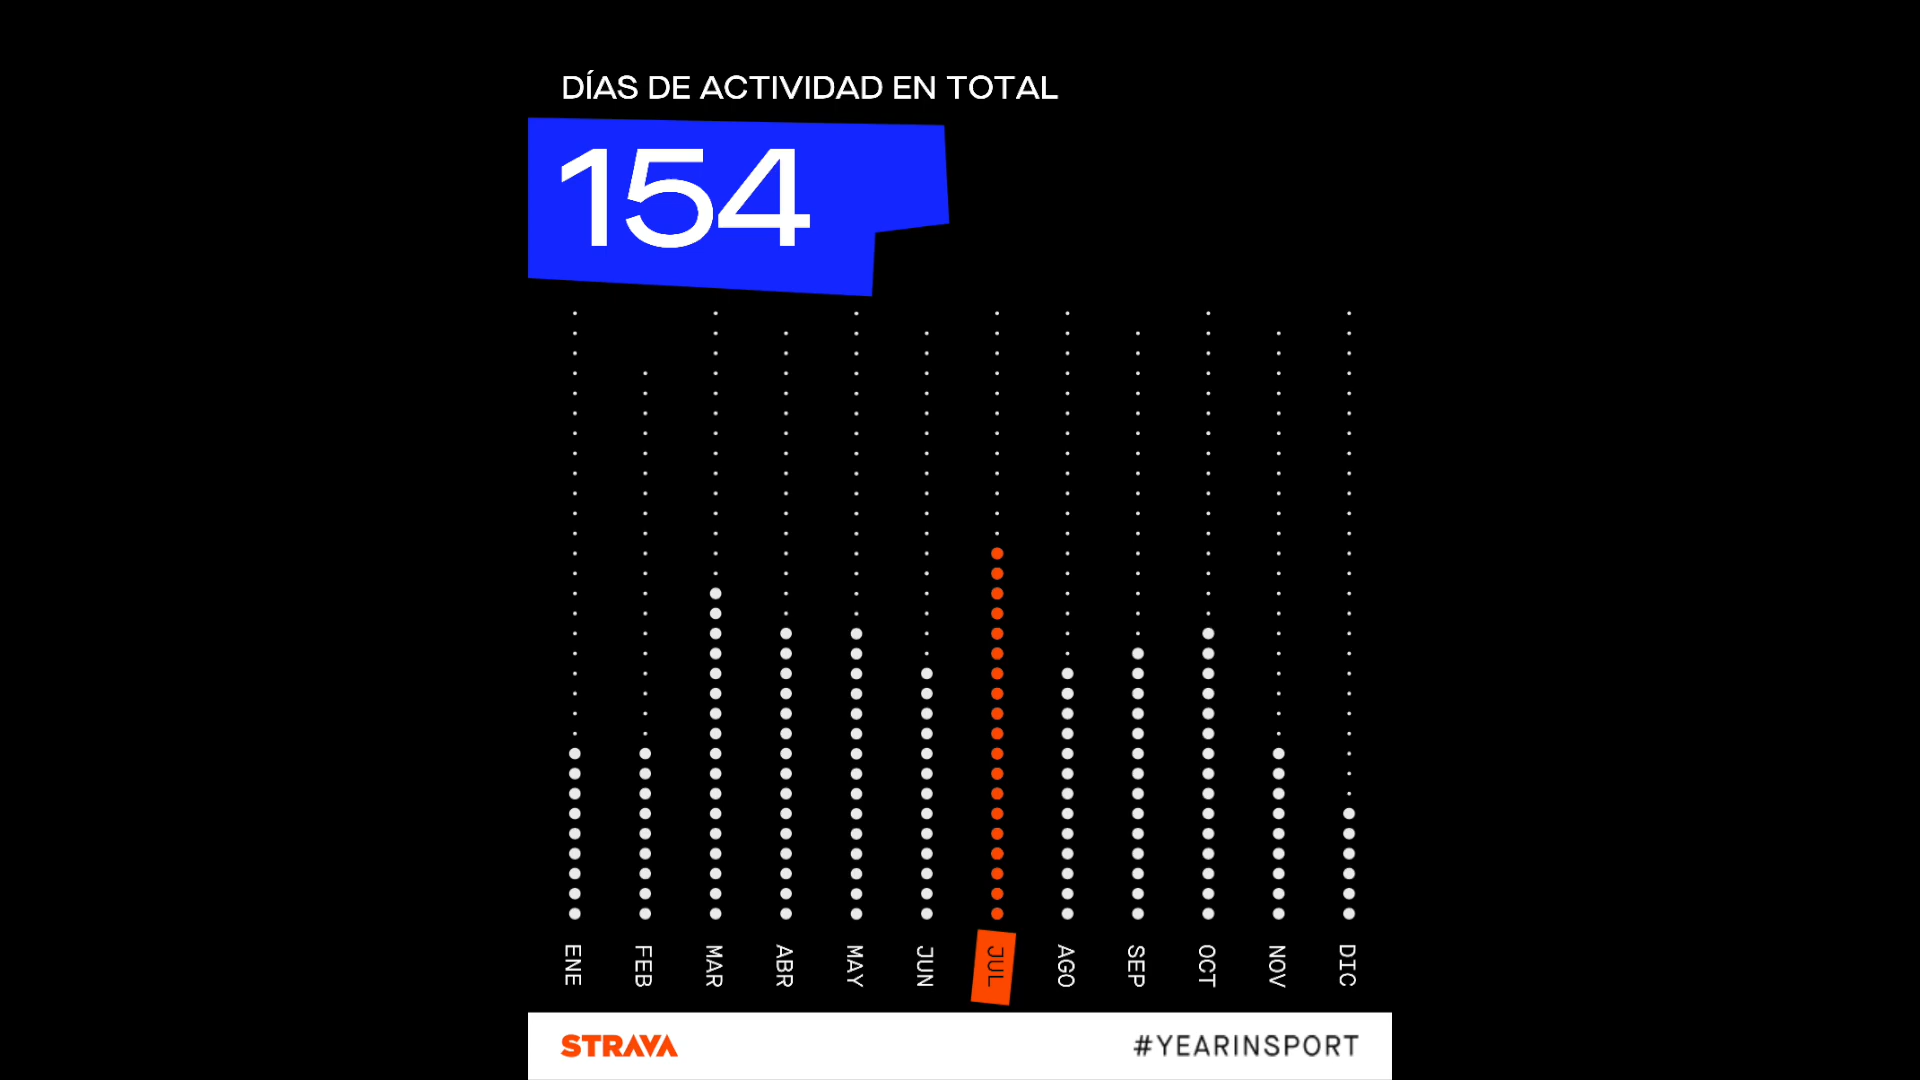 DÍAS DE ACTIVIDAD EN TOTAL
154
ENE FEB MAR ABR MAY JUN JUL AGO SEP OCT NOV DIC
STRAVA #YEARINSPORT